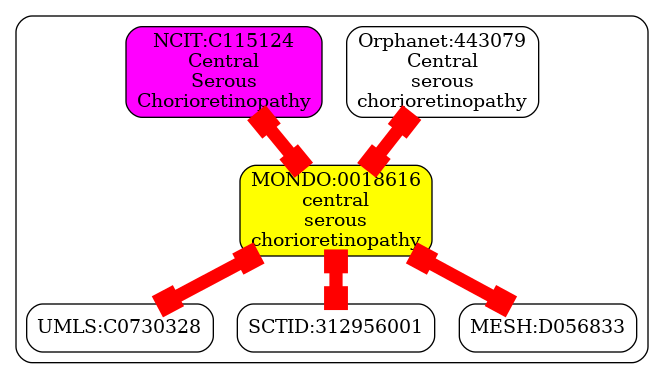 NCIT:C115124
Central
Serous
Chorioretinopathy
Orphanet:443079
Central
serous
chorioretinopathy
MONDO:0018616
central
serous
chorioretinopathy
UMLS:C0730328
SCTID:312956001
MESH:D056833